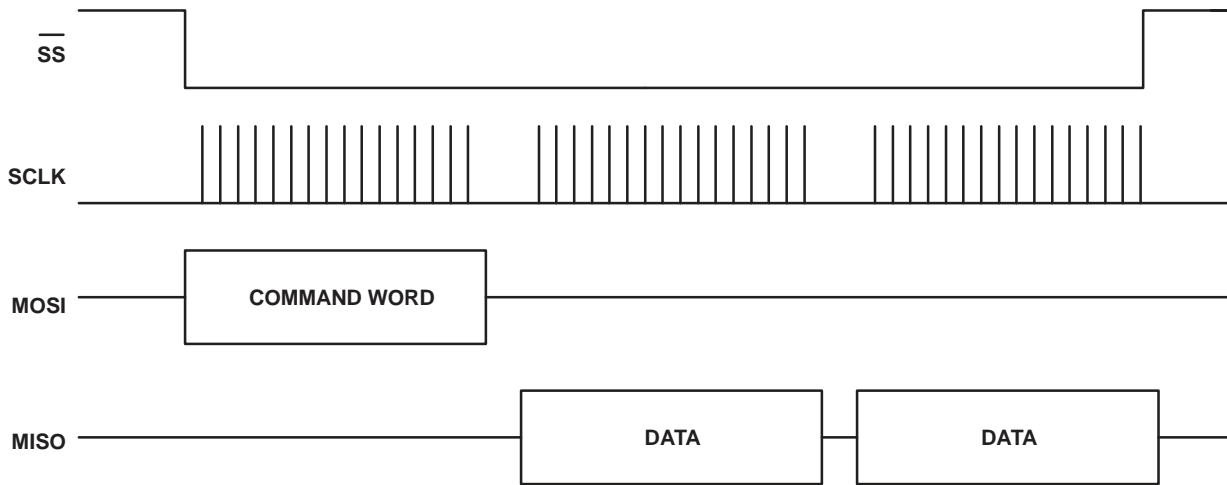 SS
SCLK
MOSI
COMMAND WORD
MISO
DATA
DATA